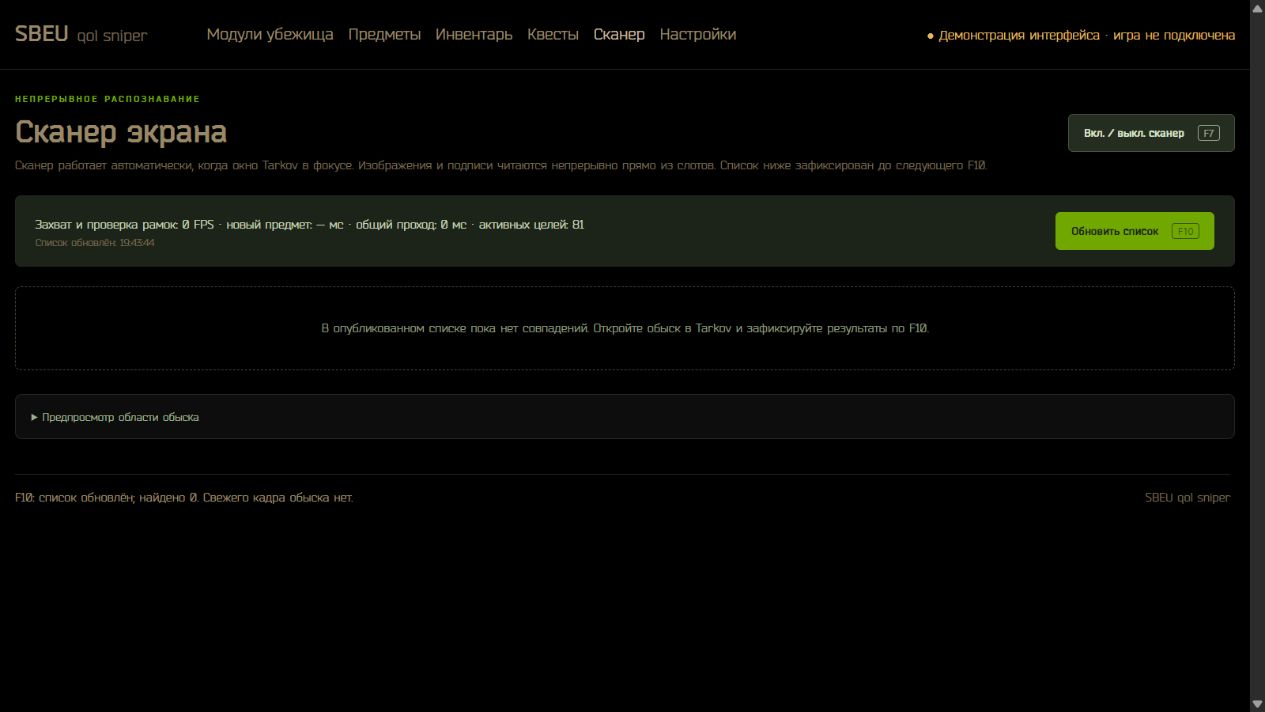 SBEU qol sniper
Модули убежища Предметы Инвентарь Квесты Сканер Настройки
● Демонстрация интерфейса · игра не подключена
НЕПРЕРЫВНОЕ РАСПОЗНАВАНИЕ
Сканер экрана
Вкл. / выкл. сканер F7
Сканер работает автоматически, когда окно Tarkov в фокусе. Изображения и подписи читаются непрерывно прямо из слотов. Список ниже зафиксирован до следующего F10.
Захват и проверка рамок: 0 FPS · новый предмет: — мс · общий проход: 0 мс · активных целей: 81
Список обновлён: 19:43:44
Обновить список F10
В опубликованном списке пока нет совпадений. Откройте обыск в Tarkov и зафиксируйте результаты по F10.
▶ Предпросмотр области обыска
F10: список обновлён; найдено 0. Свежего кадра обыска нет.
SBEU qol sniper